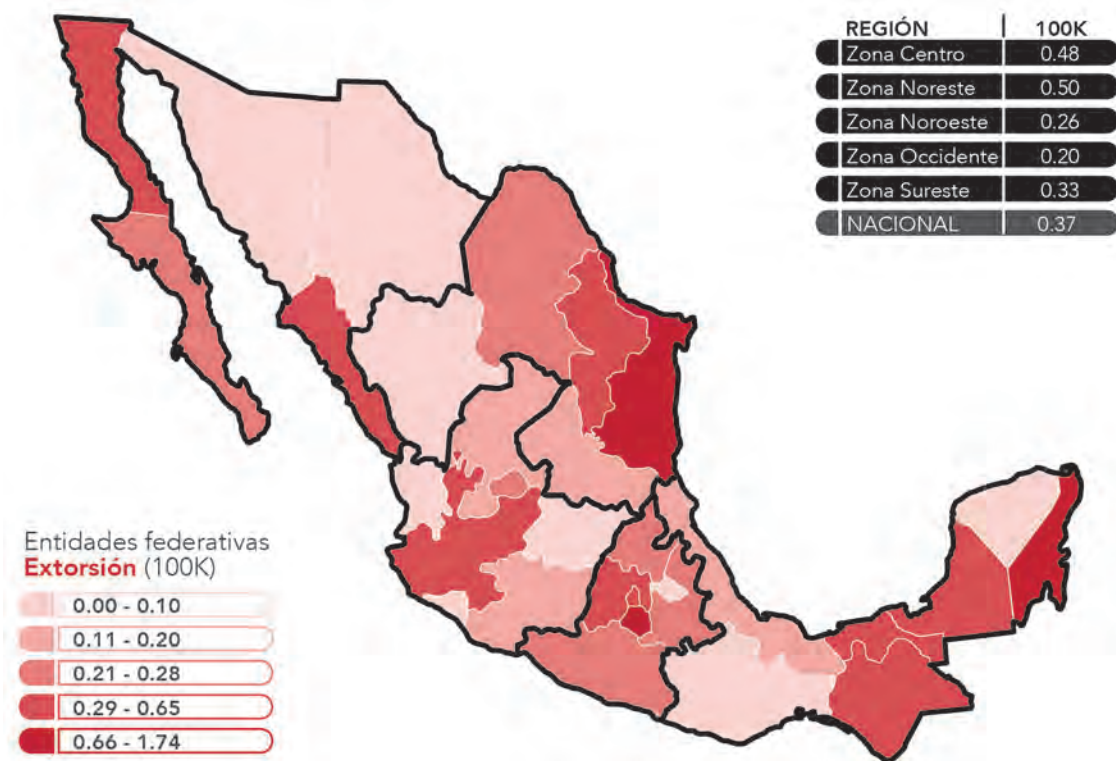 REGIÓN 100K
Zona Centro 0.48
Zona Noreste 0.50
Zona Noroeste 0.26
Zona Occidente 0.20
Zona Sureste 0.33
NACIONAL 0.37
Entidades federativas
Extorsión (100K)
0.00 - 0.10
0.11 - 0.20
0.21 - 0.28
0.29 - 0.65
0.66 - 1.74